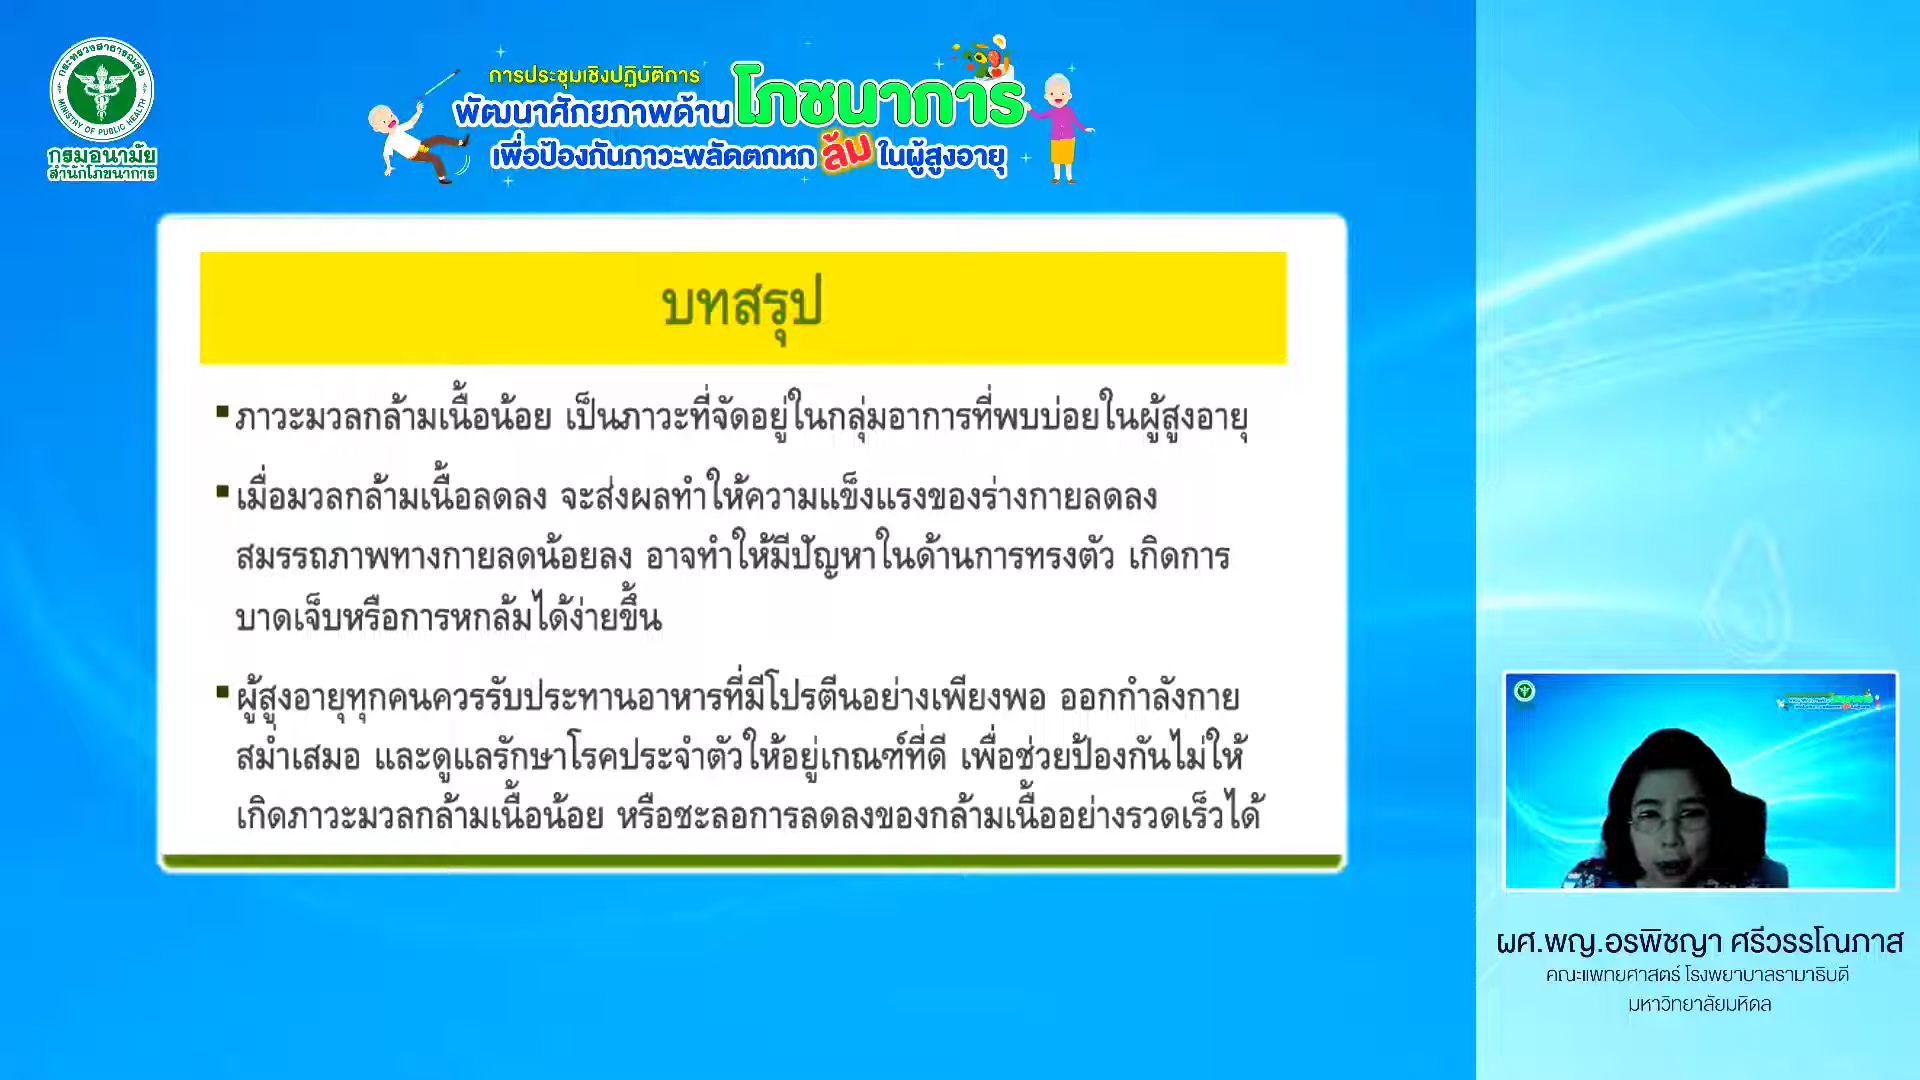 กระทรวงสาธารณสุข
MINISTRY OF PUBLIC HEALTH
กรมอนามัย
สำนักโภชนาการ
การประชุมเชิงปฏิบัติการ
พัฒนาศักยภาพด้านโภชนาการ
เพื่อป้องกันภาวะพลัดตกหกล้มในผู้สูงอายุ
บทสรุป
▪ภาวะมวลกล้ามเนื้อน้อย เป็นภาวะที่จัดอยู่ในกลุ่มอาการที่พบบ่อยในผู้สูงอายุ
▪เมื่อมวลกล้ามเนื้อลดลง จะส่งผลทำให้ความแข็งแรงของร่างกายลดลง
สมรรถภาพทางกายลดน้อยลง อาจทำให้มีปัญหาในด้านการทรงตัว เกิดการ
บาดเจ็บหรือการหกล้มได้ง่ายขึ้น
▪ผู้สูงอายุทุกคนควรรับประทานอาหารที่มีโปรตีนอย่างเพียงพอ ออกกำลังกาย
สม่ำเสมอ และดูแลรักษาโรคประจำตัวให้อยู่เกณฑ์ที่ดี เพื่อช่วยป้องกันไม่ให้
เกิดภาวะมวลกล้ามเนื้อน้อย หรือชะลอการลดลงของกล้ามเนื้ออย่างรวดเร็วได้
ผศ.พญ.อรพิชญา ศรีวรรโณภาส
คณะแพทยศาสตร์ โรงพยาบาลรามาธิบดี
มหาวิทยาลัยมหิดล